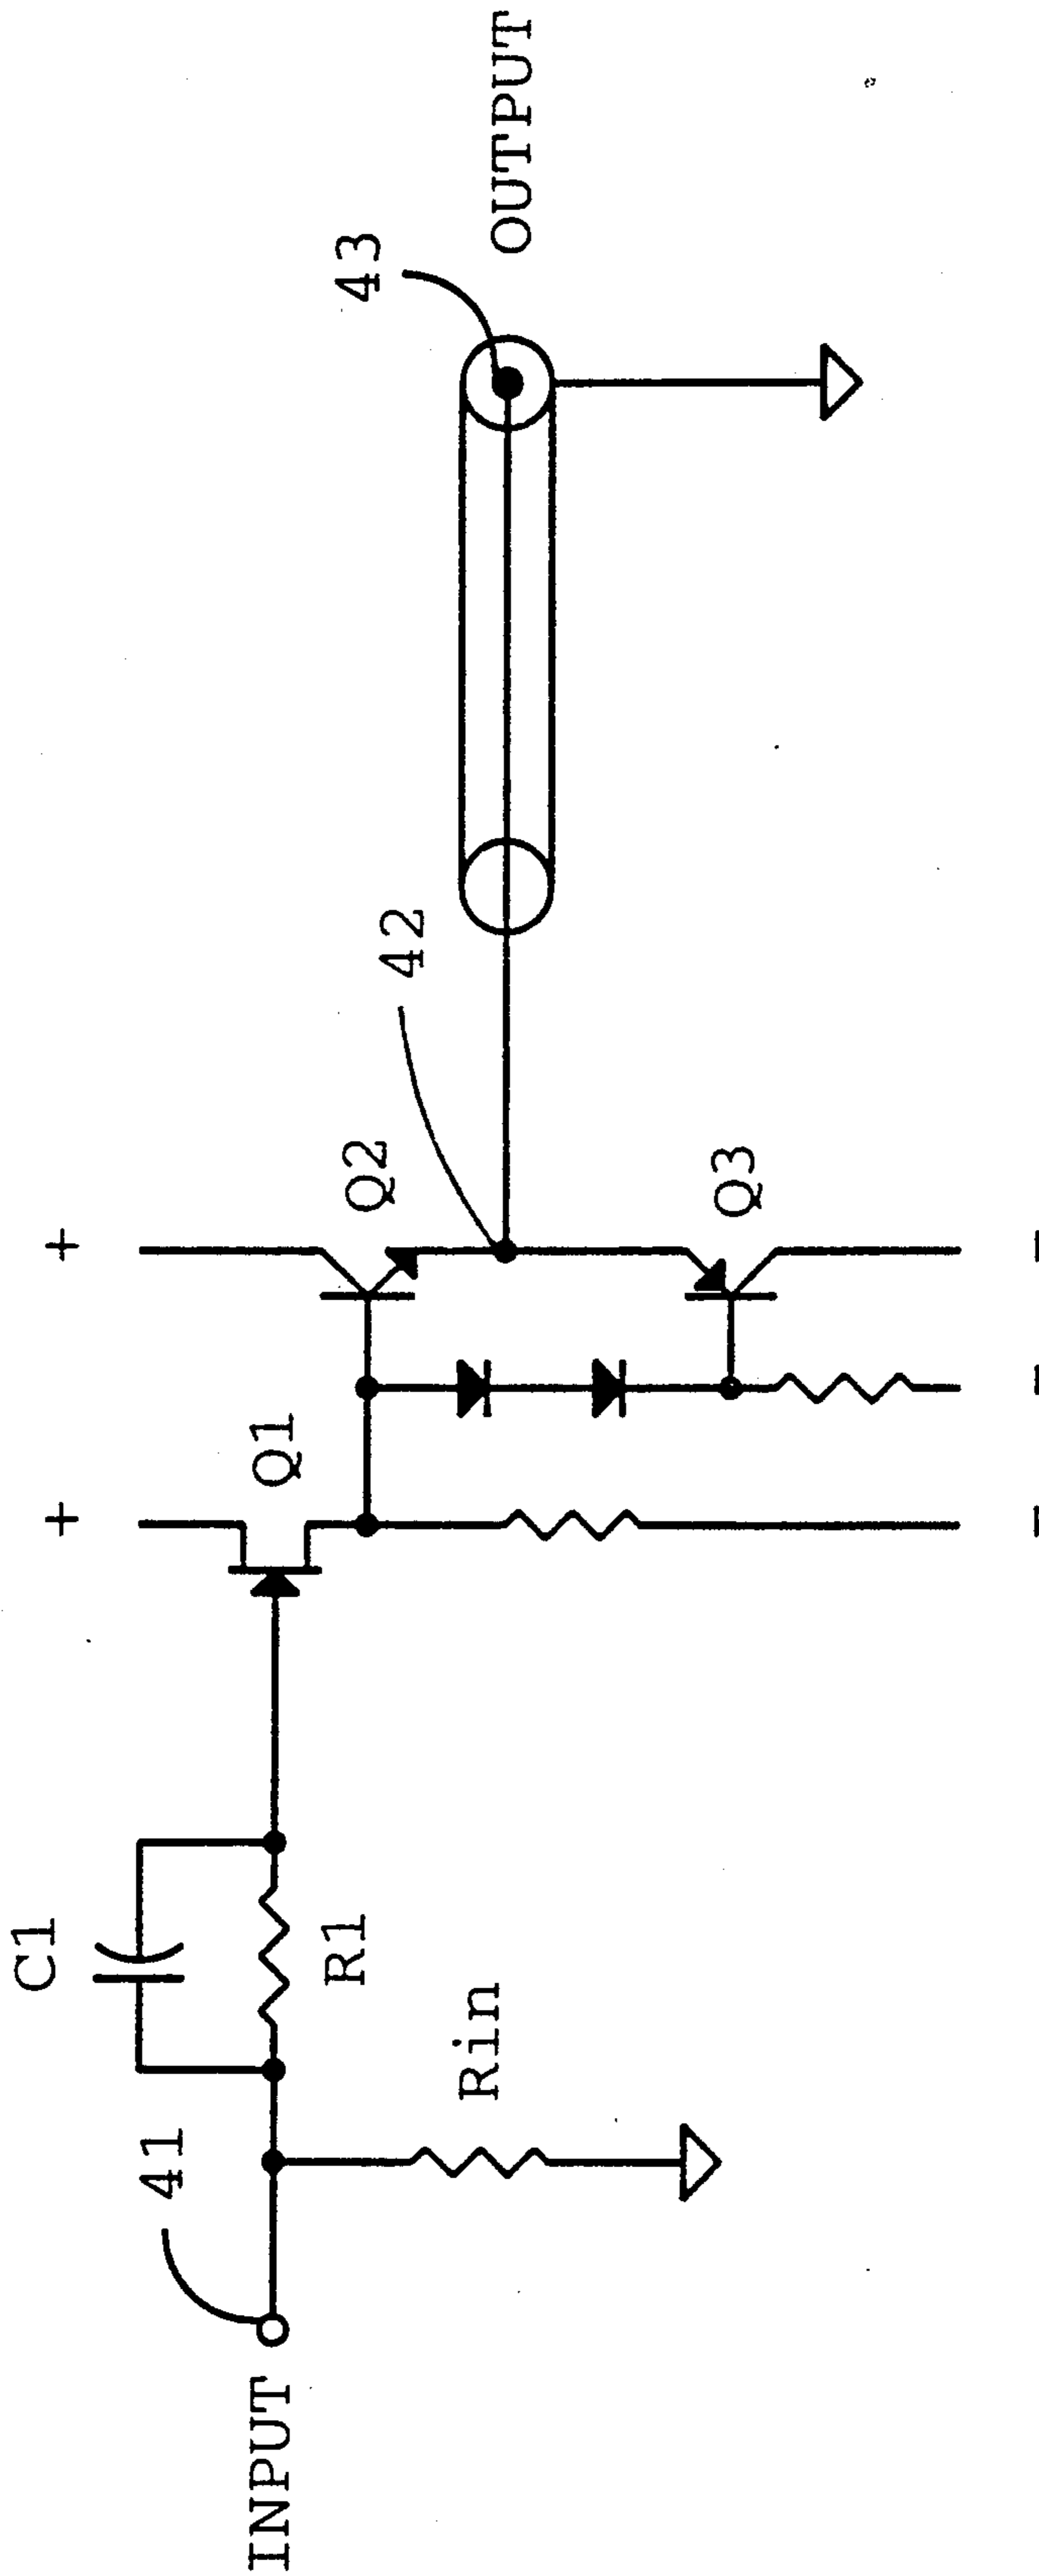 INPUT
41
C1
R1
Rin
+
Q1
+
Q2
Q3
42
43
OUTPUT
-
-
-